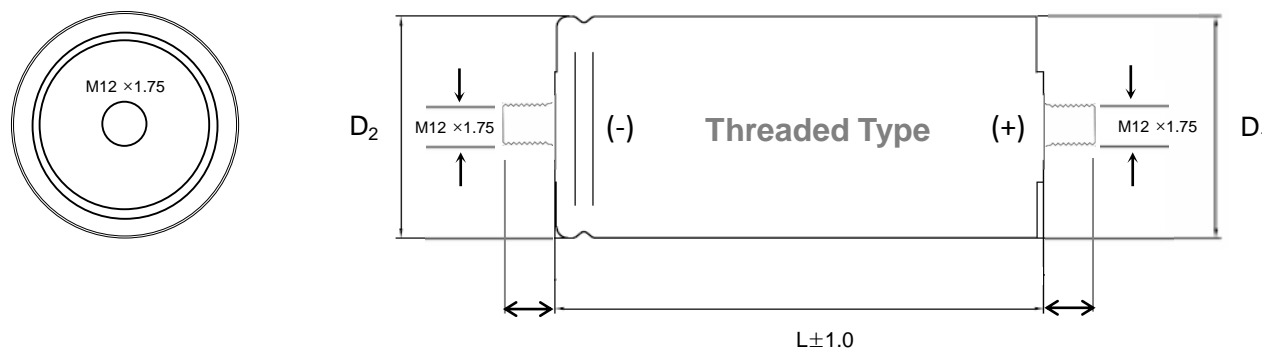 M12 ×1.75
D₂
M12 ×1.75
(-)
Threaded Type
(+)
M12 ×1.75
D
L±1.0